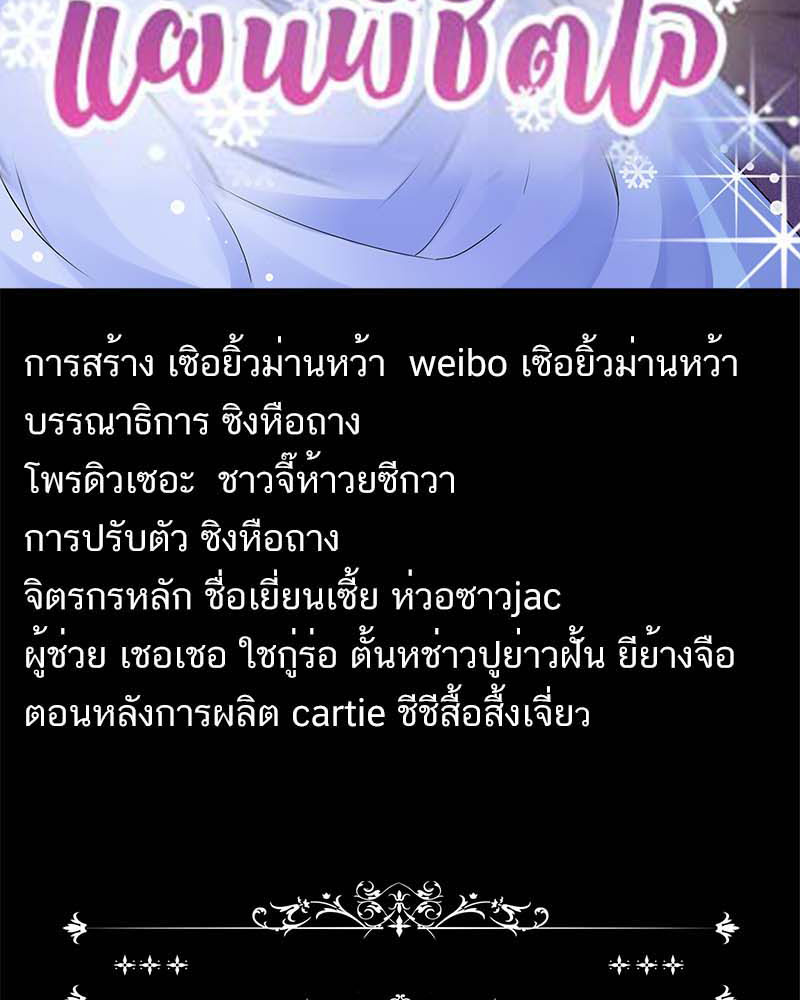 แผนพิชิตใจ
การสร้าง เซิอยิ้วม่านหว้า weibo เซิอยิ้วม่านหว้า
บรรณาธิการ ซิงหือถาง
โพรดิวเซอะ ชาวจี๊ห้าวยซีกวา
การปรับตัว ซิงหือถาง
จิตรกรหลัก ชื่อเยี่ยนเซี้ย ห่วอซาวjac
ผู้ช่วย เชอเชอ ใชกู่ร่อ ตั้นหช่าวปูย่าวฝั้น ยีย้างจือ
ตอนหลังการผลิต cartie ชีชีสื้อสิ้งเจี่ยว